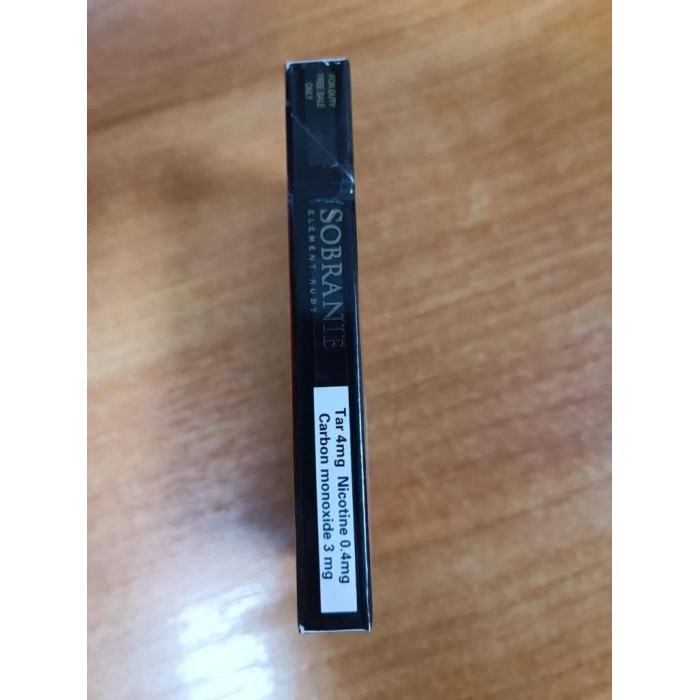 FOR DUTY
FREE SALE
ONLY
SOBRANIE
ELEMENT RUBY
Tar 4mg Nicotine 0.4mg
Carbon monoxide 3 mg